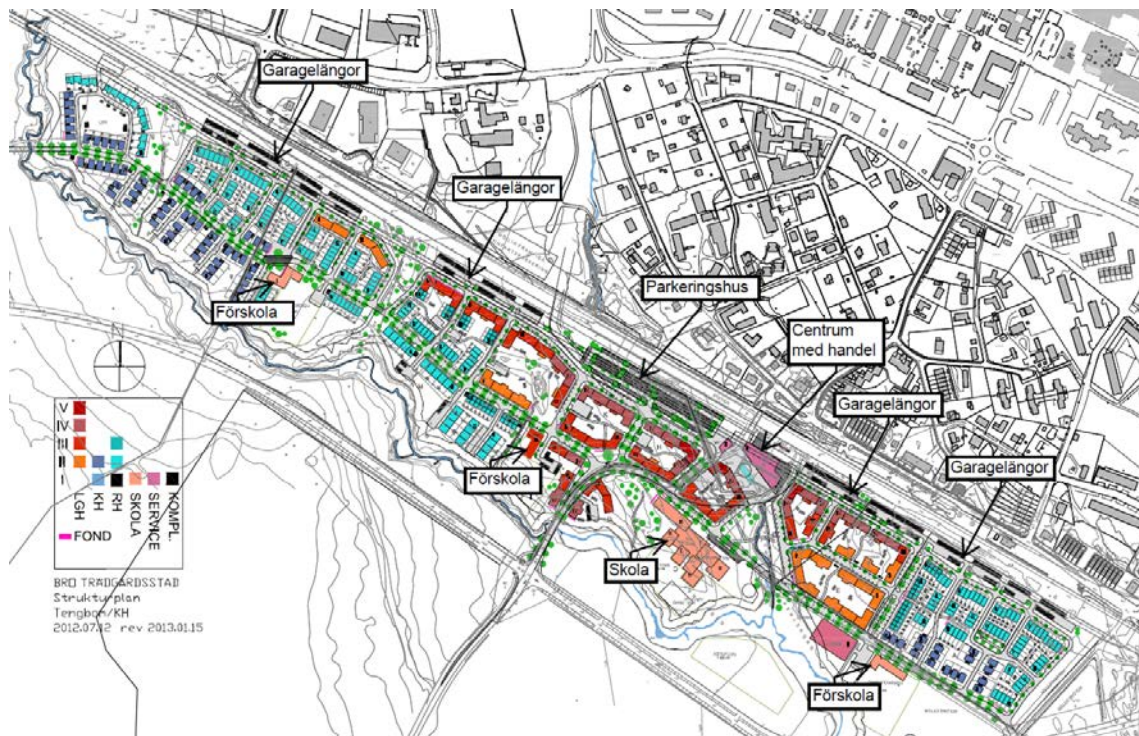 Garagelängor
Garagelängor
Parkeringshus
Centrum
med handel
Garagelängor
Garagelängor
Förskola
Förskola
Skola
Förskola
N
V
IV
III
II
I
LGH
KH
RH
SKOLA
SERVICE
KOMPL.
FOND
BRO TRÄDGÅRDSSTAD
Strukturplan
Tengbom/KH
2012.07.12 rev 2013.01.15